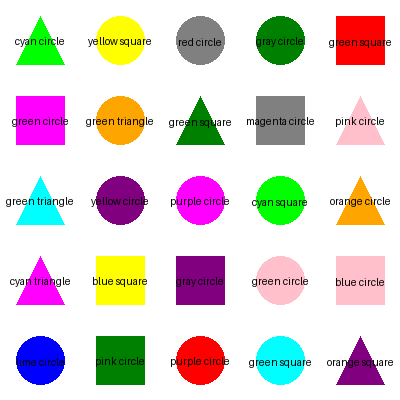 cyan circle yellow square red circle gray circle green square
green circle green triangle green square magenta circle pink circle
green triangle yellow circle purple circle cyan square orange circle
cyan triangle blue square gray circle green circle blue circle
lime circle pink circle purple circle green square orange square